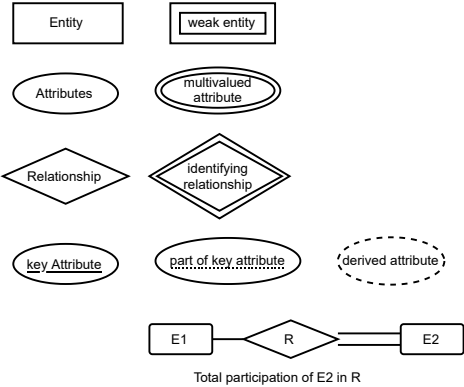 Entity
weak entity
Attributes
multivalued
attribute
Relationship
identifying
relationship
key Attribute
part of key attribute
derived attribute
E1
R
E2
Total participation of E2 in R